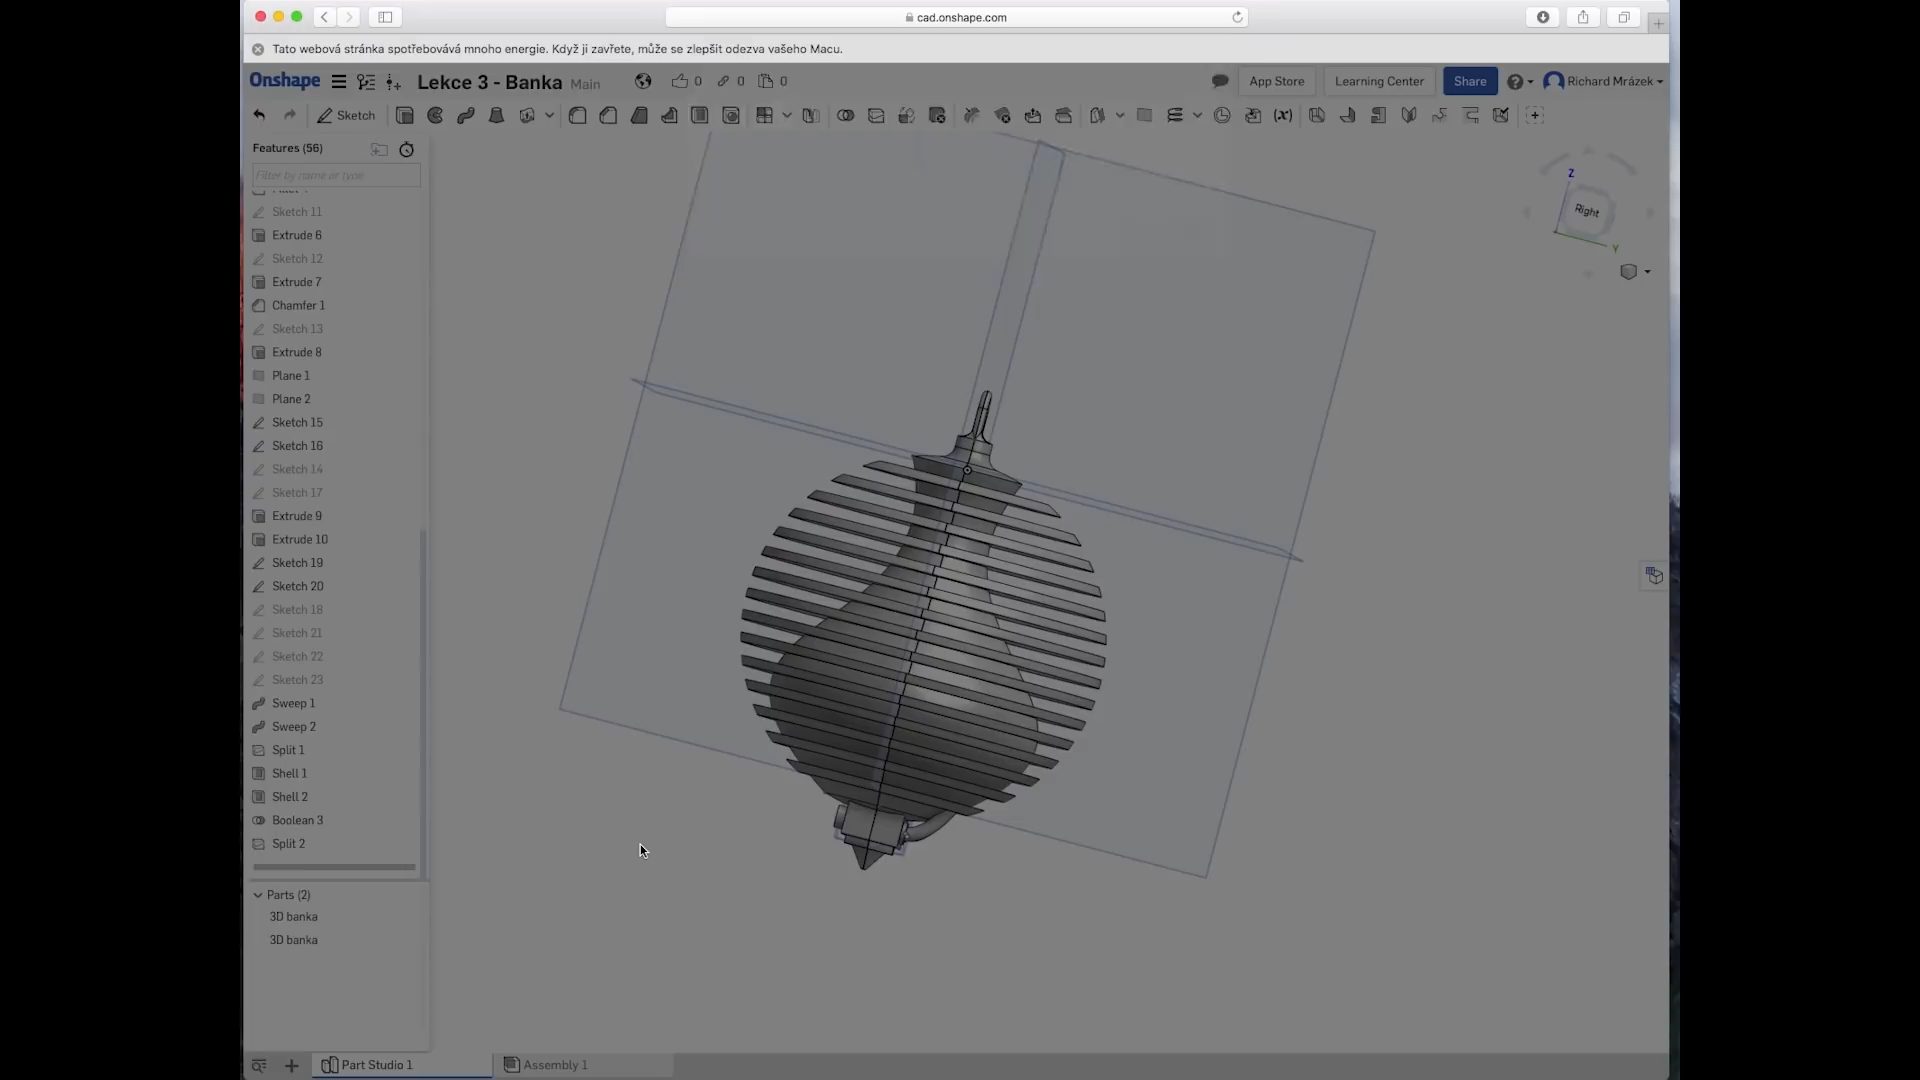 cad.onshape.com
Tato webová stránka spotřebovává mnoho energie. Když ji zavřete, může se zlepšit odezva vašeho Macu.
Onshape
Lekce 3 - Banka Main
0
0
0
App Store
Learning Center
Share
Richard Mrázek
Sketch
(x)
Features (56)
Filter by name or type
Sketch 11
Extrude 6
Sketch 12
Extrude 7
Chamfer 1
Sketch 13
Extrude 8
Plane 1
Plane 2
Sketch 15
Sketch 16
Sketch 14
Sketch 17
Extrude 9
Extrude 10
Sketch 19
Sketch 20
Sketch 18
Sketch 21
Sketch 22
Sketch 23
Sweep 1
Sweep 2
Split 1
Shell 1
Shell 2
Boolean 3
Split 2
Parts (2)
3D banka
3D banka
Z
Right
Y
Part Studio 1
Assembly 1